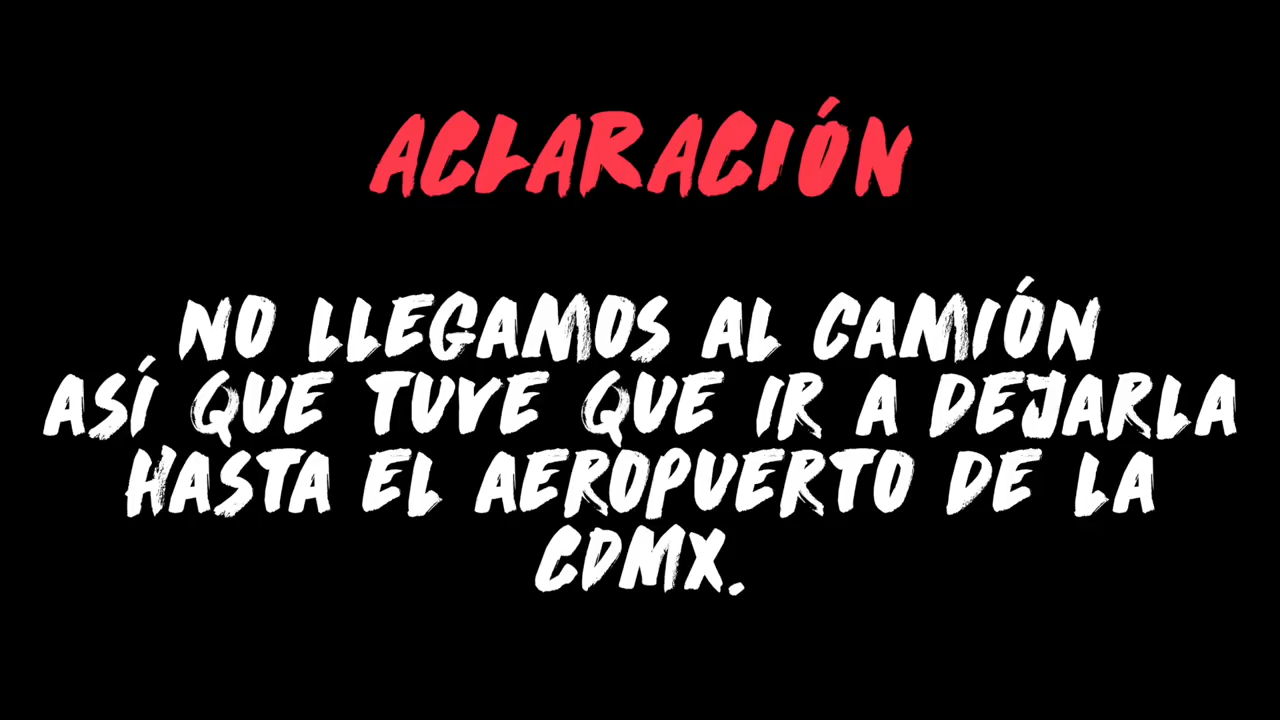 ACLARACIÓN
NO LLEGAMOS AL CAMIÓN
ASÍ QUE TUVE QUE IR A DEJARLA
HASTA EL AEROPUERTO DE LA
CDMX.